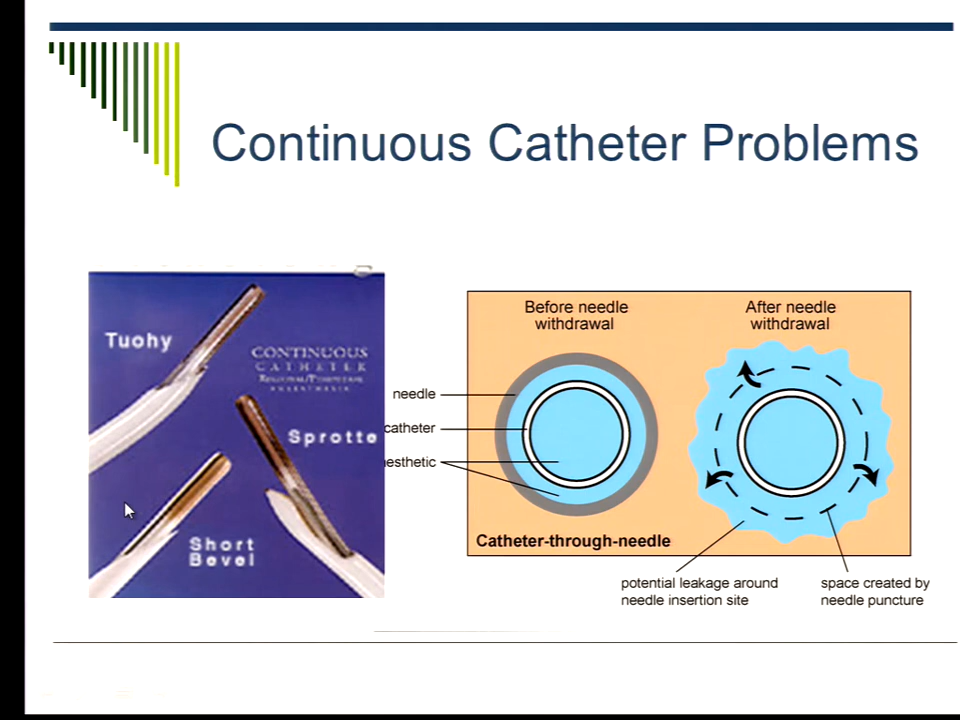 Continuous Catheter Problems
Tuohy
CONTINUOUS
CATHETER
Sprotte
Short
Bevel
Before needle
withdrawal
After needle
withdrawal
needle
catheter
nesthetic
Catheter-through-needle
potential leakage around
needle insertion site
space created by
needle puncture